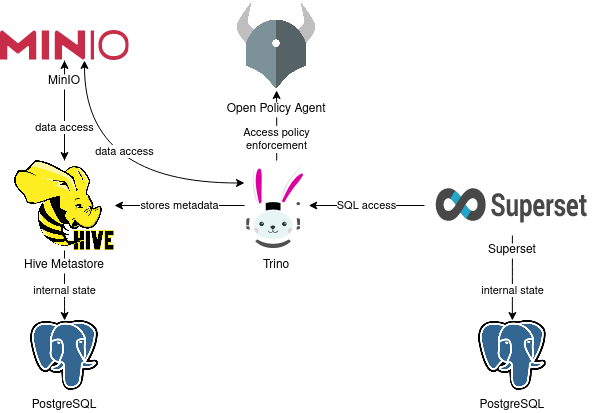 MINIO
MinIO
Open Policy Agent
data access
Access policy
enforcement
data access
HIVE
stores metadata
SQL access
Superset
Hive Metastore
Trino
Superset
internal state
internal state
PostgreSQL
PostgreSQL